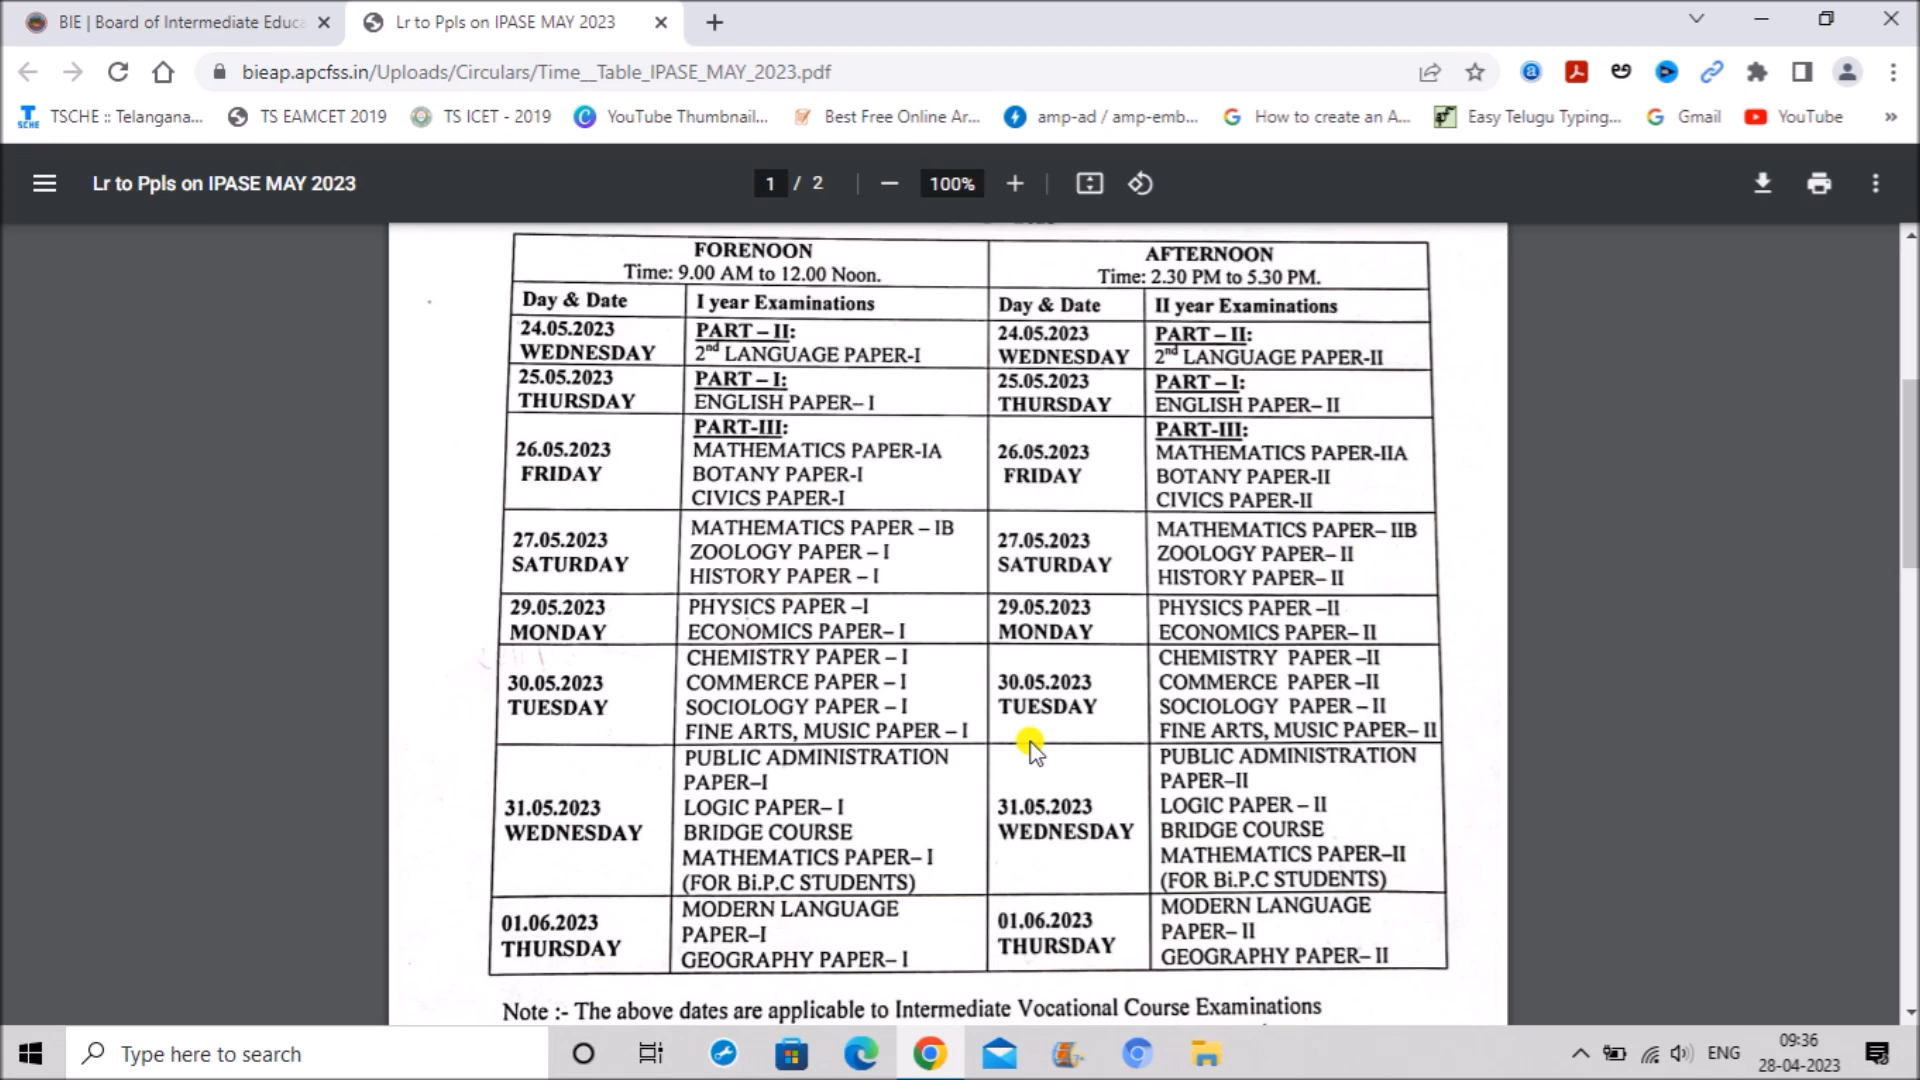 BIE | Board of Intermediate Educa
Lr to Ppls on IPASE MAY 2023
bieap.apcfss.in/Uploads/Circulars/Time__Table_IPASE_MAY_2023.pdf
TSCHE :: Telangana...
TS EAMCET 2019
TS ICET - 2019
YouTube Thumbnail...
Best Free Online Ar...
amp-ad / amp-emb...
How to create an A...
Easy Telugu Typing...
Gmail
YouTube
»
Lr to Ppls on IPASE MAY 2023
1 / 2
100%
FORENOON
Time: 9.00 AM to 12.00 Noon.
AFTERNOON
Time: 2.30 PM to 5.30 PM.
Day & Date
I year Examinations
Day & Date
II year Examinations
24.05.2023
WEDNESDAY
PART – II:
2nd LANGUAGE PAPER-I
24.05.2023
WEDNESDAY
PART – II:
2nd LANGUAGE PAPER-II
25.05.2023
THURSDAY
PART – I:
ENGLISH PAPER– I
25.05.2023
THURSDAY
PART – I:
ENGLISH PAPER– II
26.05.2023
FRIDAY
PART-III:
MATHEMATICS PAPER-IA
BOTANY PAPER-I
CIVICS PAPER-I
26.05.2023
FRIDAY
PART-III:
MATHEMATICS PAPER-IIA
BOTANY PAPER-II
CIVICS PAPER-II
27.05.2023
SATURDAY
MATHEMATICS PAPER – IB
ZOOLOGY PAPER – I
HISTORY PAPER – I
27.05.2023
SATURDAY
MATHEMATICS PAPER– IIB
ZOOLOGY PAPER– II
HISTORY PAPER– II
29.05.2023
MONDAY
PHYSICS PAPER –I
ECONOMICS PAPER– I
29.05.2023
MONDAY
PHYSICS PAPER –II
ECONOMICS PAPER– II
30.05.2023
TUESDAY
CHEMISTRY PAPER – I
COMMERCE PAPER – I
SOCIOLOGY PAPER – I
FINE ARTS, MUSIC PAPER – I
30.05.2023
TUESDAY
CHEMISTRY PAPER –II
COMMERCE PAPER –II
SOCIOLOGY PAPER – II
FINE ARTS, MUSIC PAPER– II
31.05.2023
WEDNESDAY
PUBLIC ADMINISTRATION
PAPER–I
LOGIC PAPER– I
BRIDGE COURSE
MATHEMATICS PAPER– I
(FOR Bi.P.C STUDENTS)
31.05.2023
WEDNESDAY
PUBLIC ADMINISTRATION
PAPER–II
LOGIC PAPER – II
BRIDGE COURSE
MATHEMATICS PAPER–II
(FOR Bi.P.C STUDENTS)
01.06.2023
THURSDAY
MODERN LANGUAGE
PAPER–I
GEOGRAPHY PAPER– I
01.06.2023
THURSDAY
MODERN LANGUAGE
PAPER– II
GEOGRAPHY PAPER– II
Note :- The above dates are applicable to Intermediate Vocational Course Examinations
Type here to search
ENG
09:36
28-04-2023